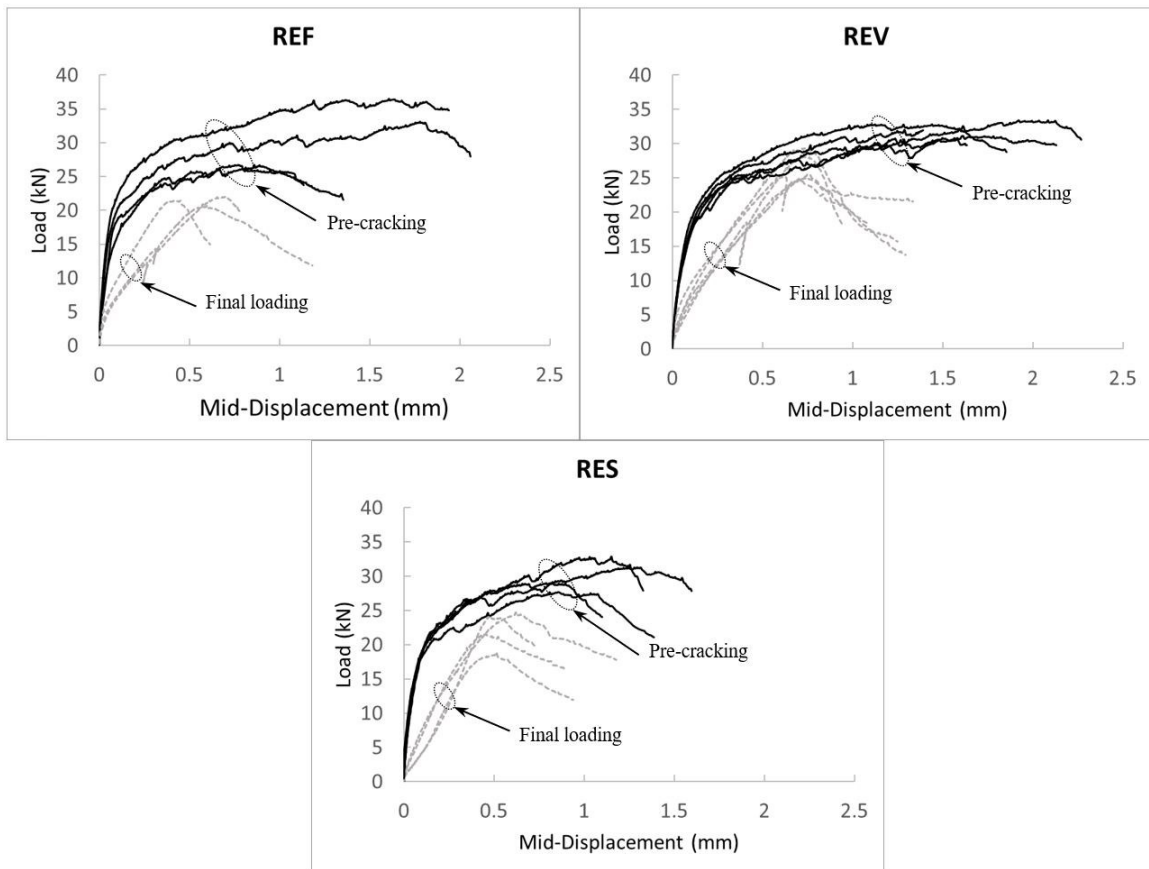 REF
40
35
30
25
20
15
10
5
0
Load (kN)
Pre-cracking
Final loading
0 0.5 1 1.5 2 2.5
Mid-Displacement (mm)
REV
40
35
30
25
20
15
10
5
0
Load (kN)
Pre-cracking
Final loading
0 0.5 1 1.5 2 2.5
Mid-Displacement (mm)
RES
40
35
30
25
20
15
10
5
0
Load (kN)
Pre-cracking
Final loading
0 0.5 1 1.5 2 2.5
Mid-Displacement (mm)